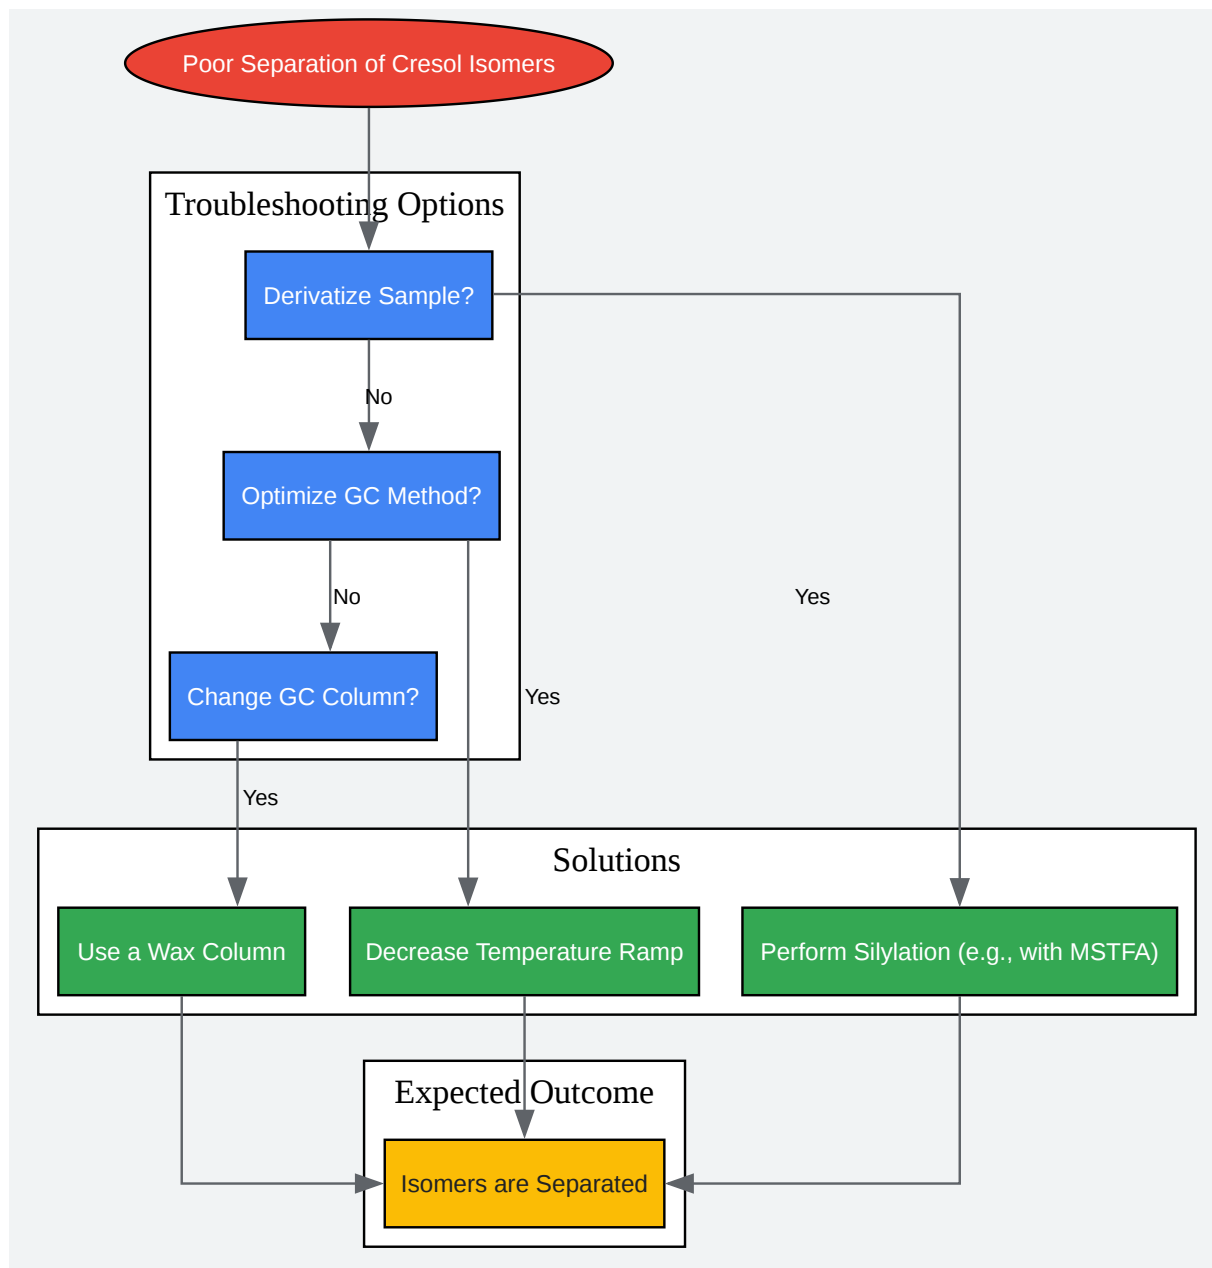 Poor Separation of Cresol Isomers
Troubleshooting Options
Derivatize Sample?
No
Optimize GC Method?
No
Yes
Change GC Column?
Yes
Yes
Solutions
Use a Wax Column
Decrease Temperature Ramp
Perform Silylation (e.g., with MSTFA)
Expected Outcome
Isomers are Separated